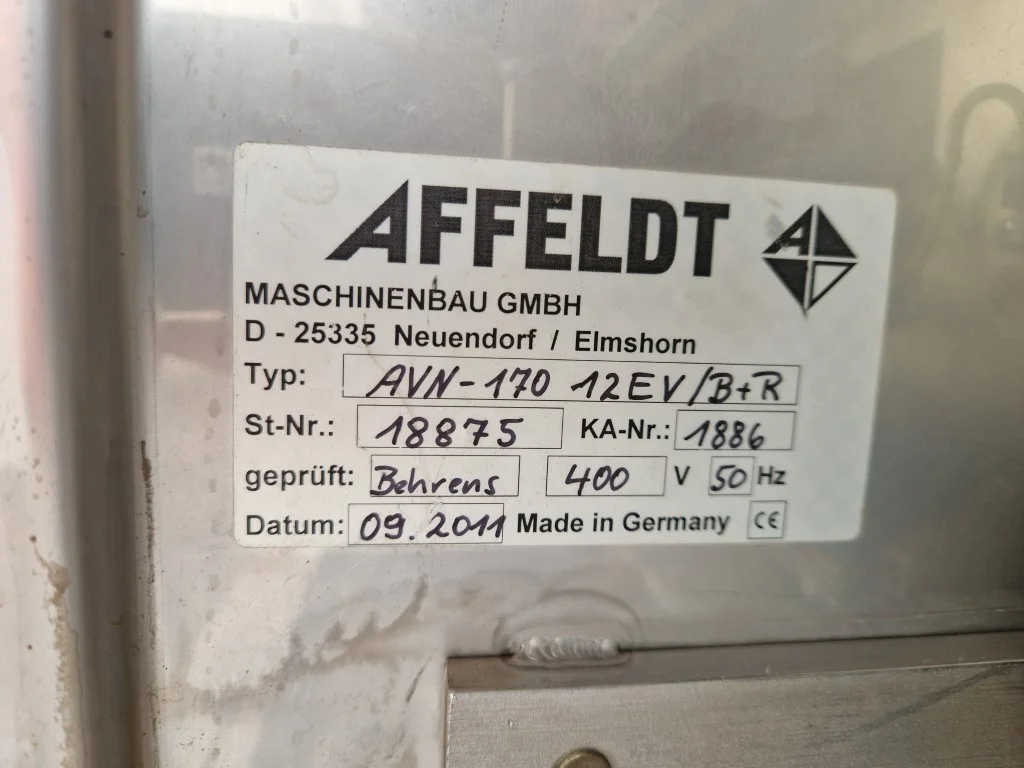 AFFELDT
MASCHINENBAU GMBH
D - 25335 Neuendorf / Elmshorn
Typ: AVN-170 12EV/B+R
St-Nr.: 18875 KA-Nr.: 1886
geprüft: Behrens 400 V 50 Hz
Datum: 09.2011 Made in Germany CE